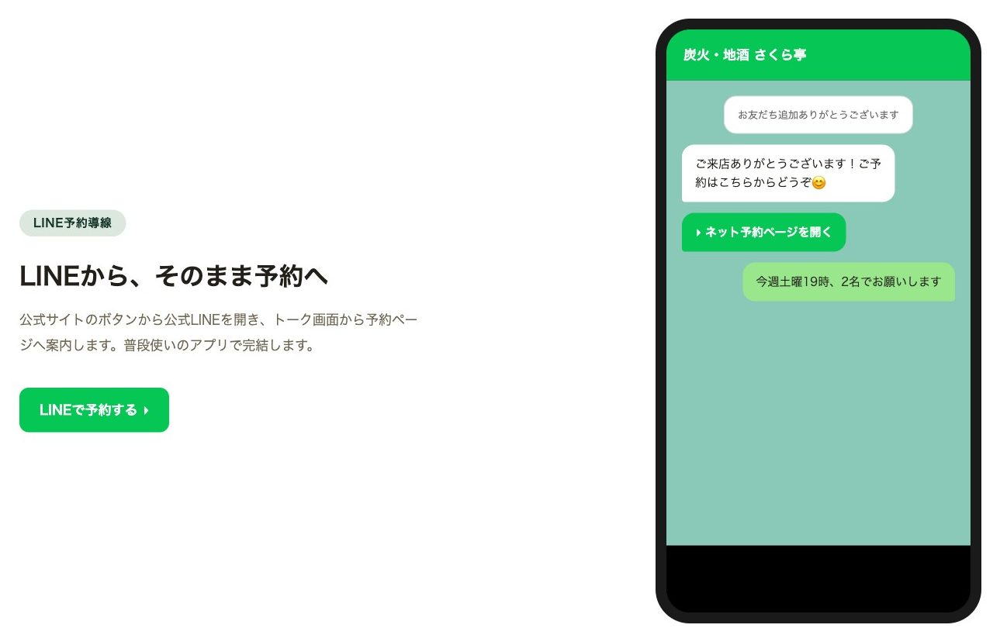 LINE予約導線
LINEから、そのまま予約へ
公式サイトのボタンから公式LINEを開き、トーク画面から予約ペー
ジへ案内します。普段使いのアプリで完結します。
LINEで予約する
炭火・地酒 さくら亭
お友だち追加ありがとうございます
ご来店ありがとうございます！ご予
約はこちらからどうぞ😊
ネット予約ページを開く
今週土曜19時、2名でお願いします